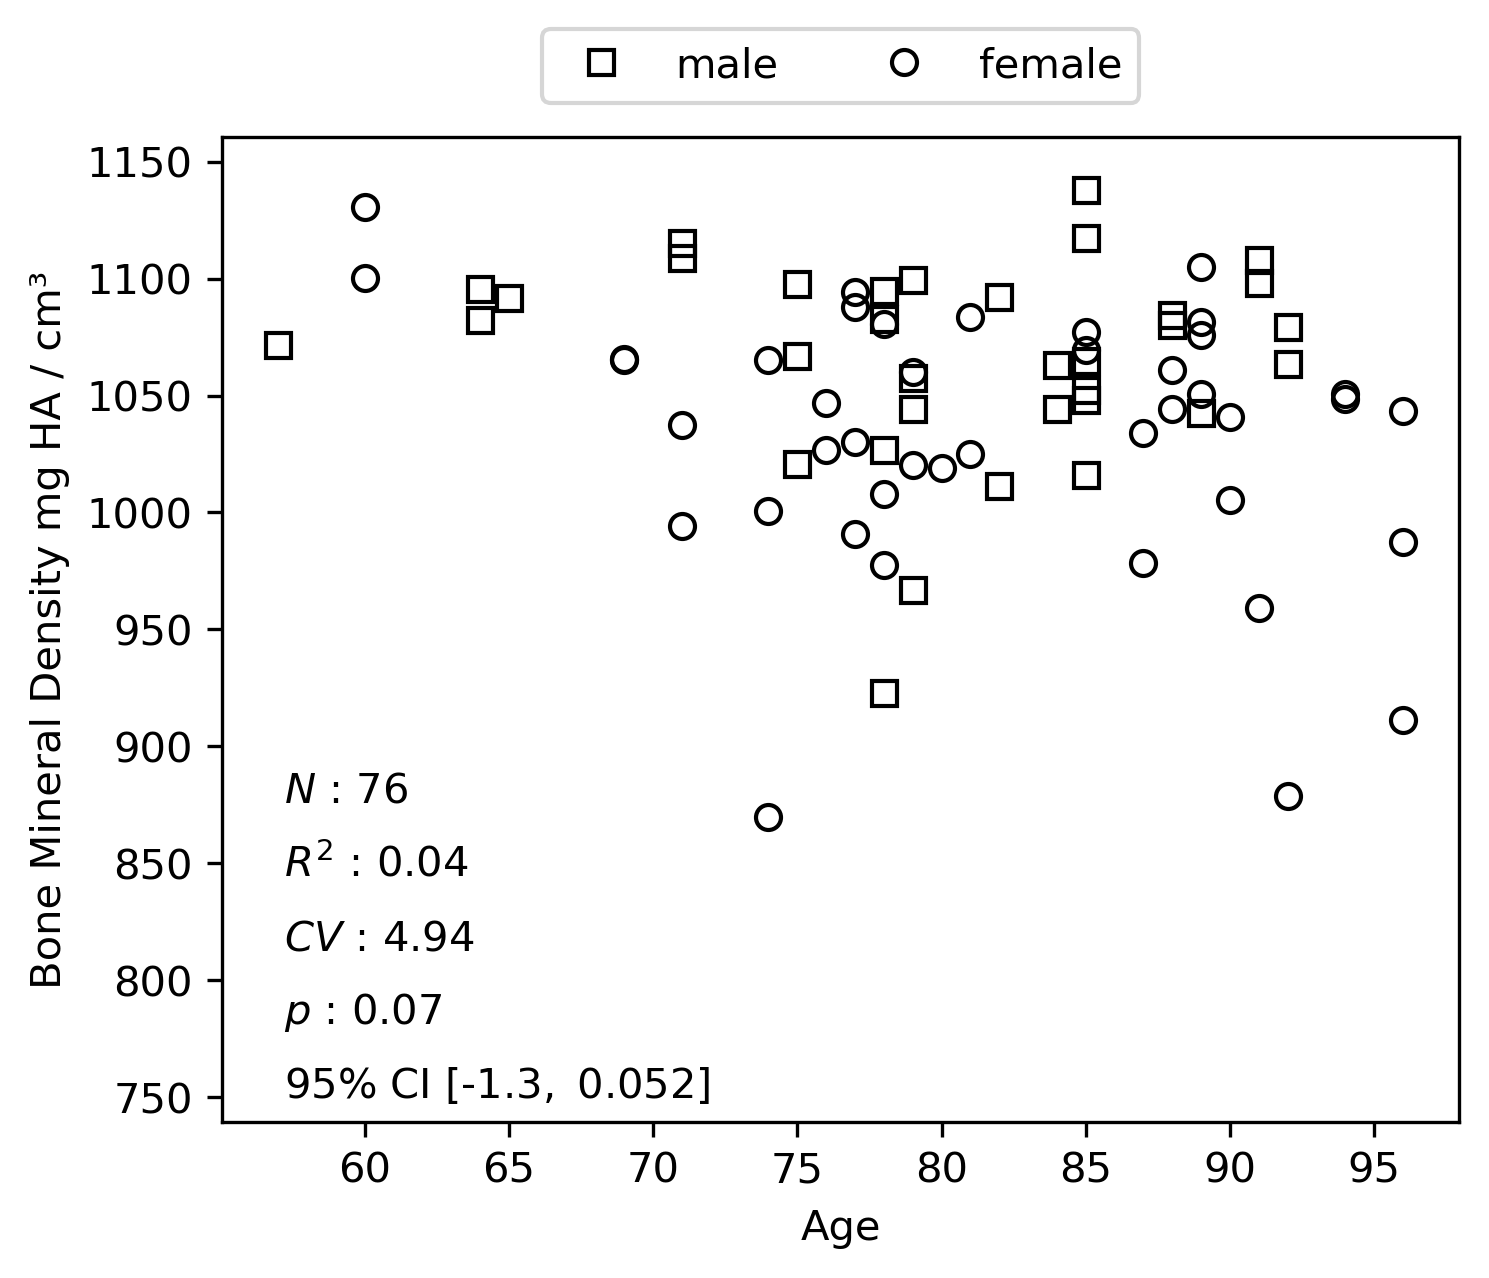 male female
1150
1100
1050
1000
950
900
850
800
750
Bone Mineral Density mg HA / cm³
N : 76
R² : 0.04
CV : 4.94
p : 0.07
95% CI [-1.3, 0.052]
60 65 70 75 80 85 90 95
Age